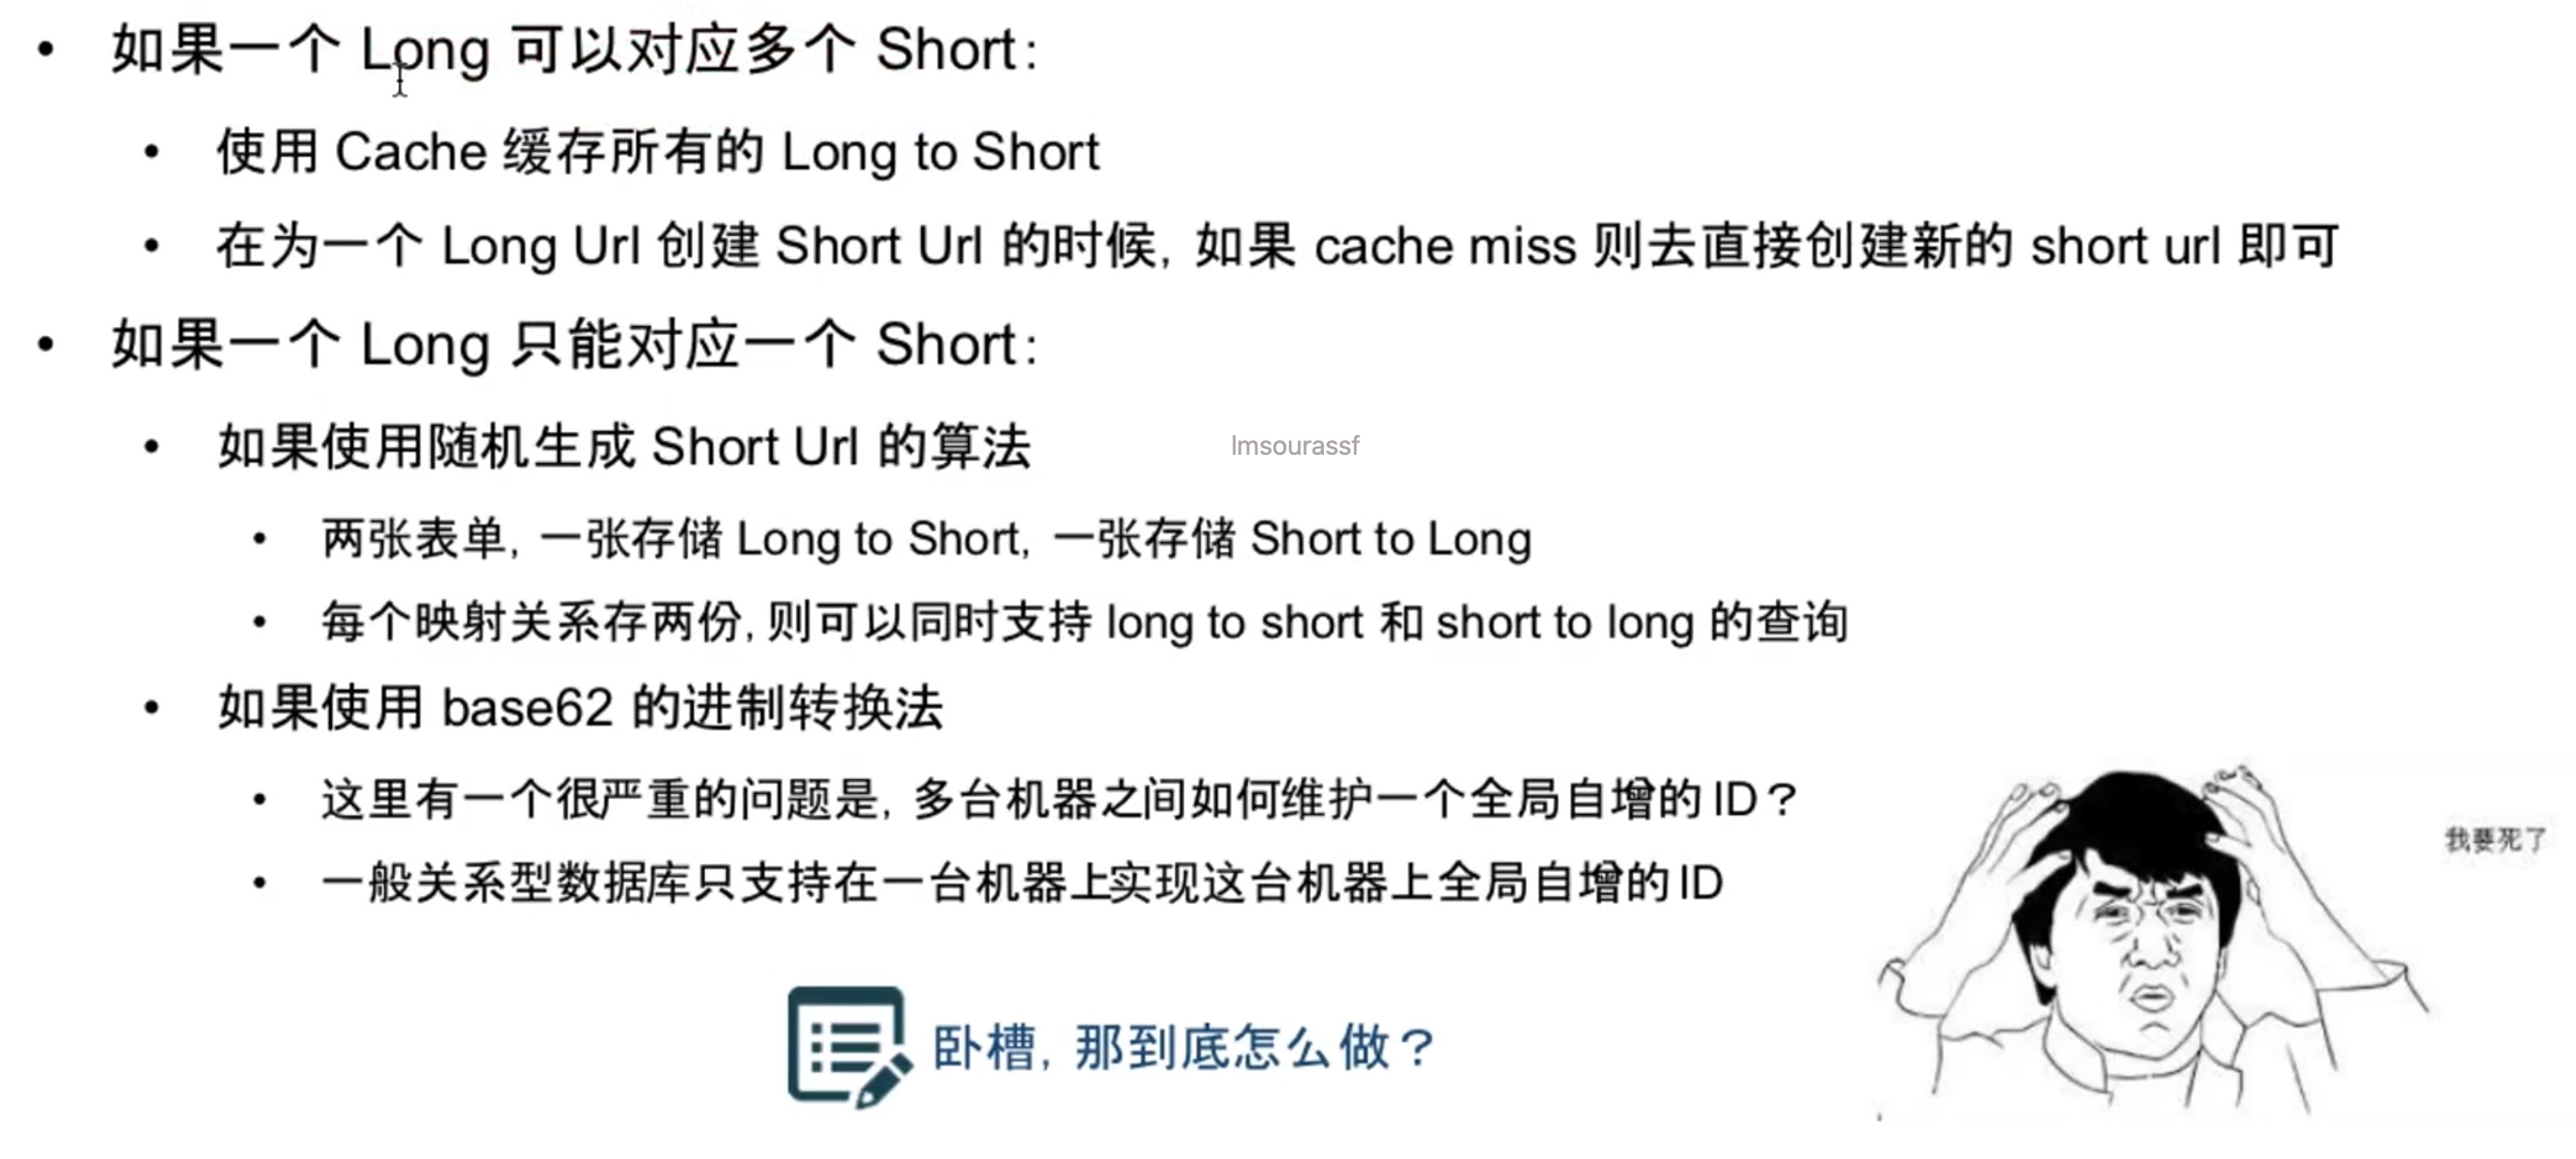 如果一个 Long 可以对应多个 Short:
使用 Cache 缓存所有的 Long to Short
在为一个 Long Url 创建 Short Url 的时候, 如果 cache miss 则去直接创建新的 short url 即可
如果一个 Long 只能对应一个 Short:
如果使用随机生成 Short Url 的算法
lmsourassf
两张表单, 一张存储 Long to Short, 一张存储 Short to Long
每个映射关系存两份, 则可以同时支持 long to short 和 short to long 的查询
如果使用 base62 的进制转换法
这里有一个很严重的问题是, 多台机器之间如何维护一个全局自增的 ID？
一般关系型数据库只支持在一台机器上实现这台机器上全局自增的 ID
我要死了
卧槽, 那到底怎么做？